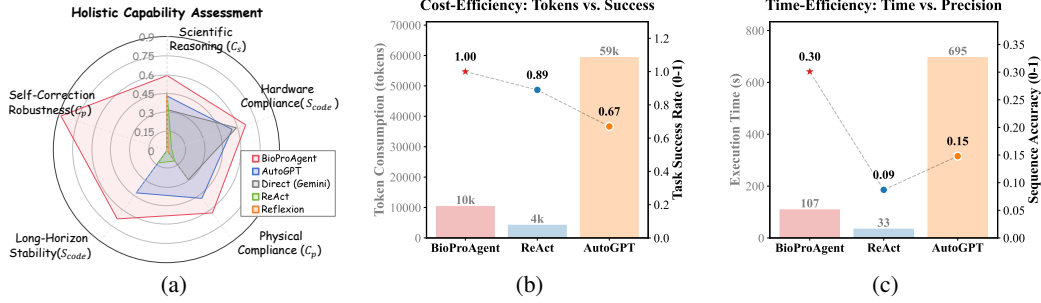 Holistic Capability Assessment
Scientific
Reasoning (C_s)
0.9
0.75
0.6
0.45
0.3
0.15
0
Self-Correction
Robustness(C_p)
Hardware
Compliance(S_code)
BioProAgent
AutoGPT
Direct (Gemini)
ReAct
Reflexion
Long-Horizon
Stability(S_code)
Physical
Compliance (C_p)
(a)
Cost-Efficiency: Tokens vs. Success
Token Consumption (tokens)
70000
60000
50000
40000
30000
20000
10000
0
1.00
0.89
0.67
59k
10k
4k
BioProAgent
ReAct
AutoGPT
1.2
1.0
0.8
0.6
0.4
0.2
0.0
Task Success Rate (0-1)
(b)
Time-Efficiency: Time vs. Precision
Execution Time (s)
800
600
400
200
0
0.30
0.09
0.15
695
107
33
BioProAgent
ReAct
AutoGPT
0.35
0.30
0.25
0.20
0.15
0.10
0.05
0.00
Sequence Accuracy (0-1)
(c)